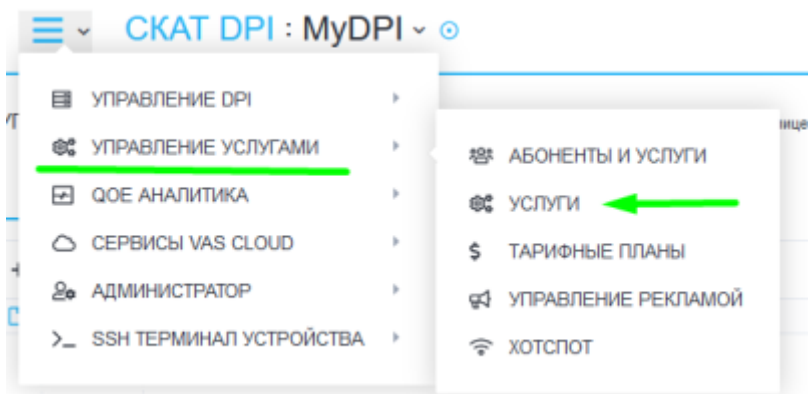 СКАТ DPI : MyDPI
УПРАВЛЕНИЕ DPI
УПРАВЛЕНИЕ УСЛУГАМИ
QOE АНАЛИТИКА
СЕРВИСЫ VAS CLOUD
АДМИНИСТРАТОР
SSH ТЕРМИНАЛ УСТРОЙСТВА
АБОНЕНТЫ И УСЛУГИ
УСЛУГИ
ТАРИФНЫЕ ПЛАНЫ
УПРАВЛЕНИЕ РЕКЛАМОЙ
ХОТСПОТ